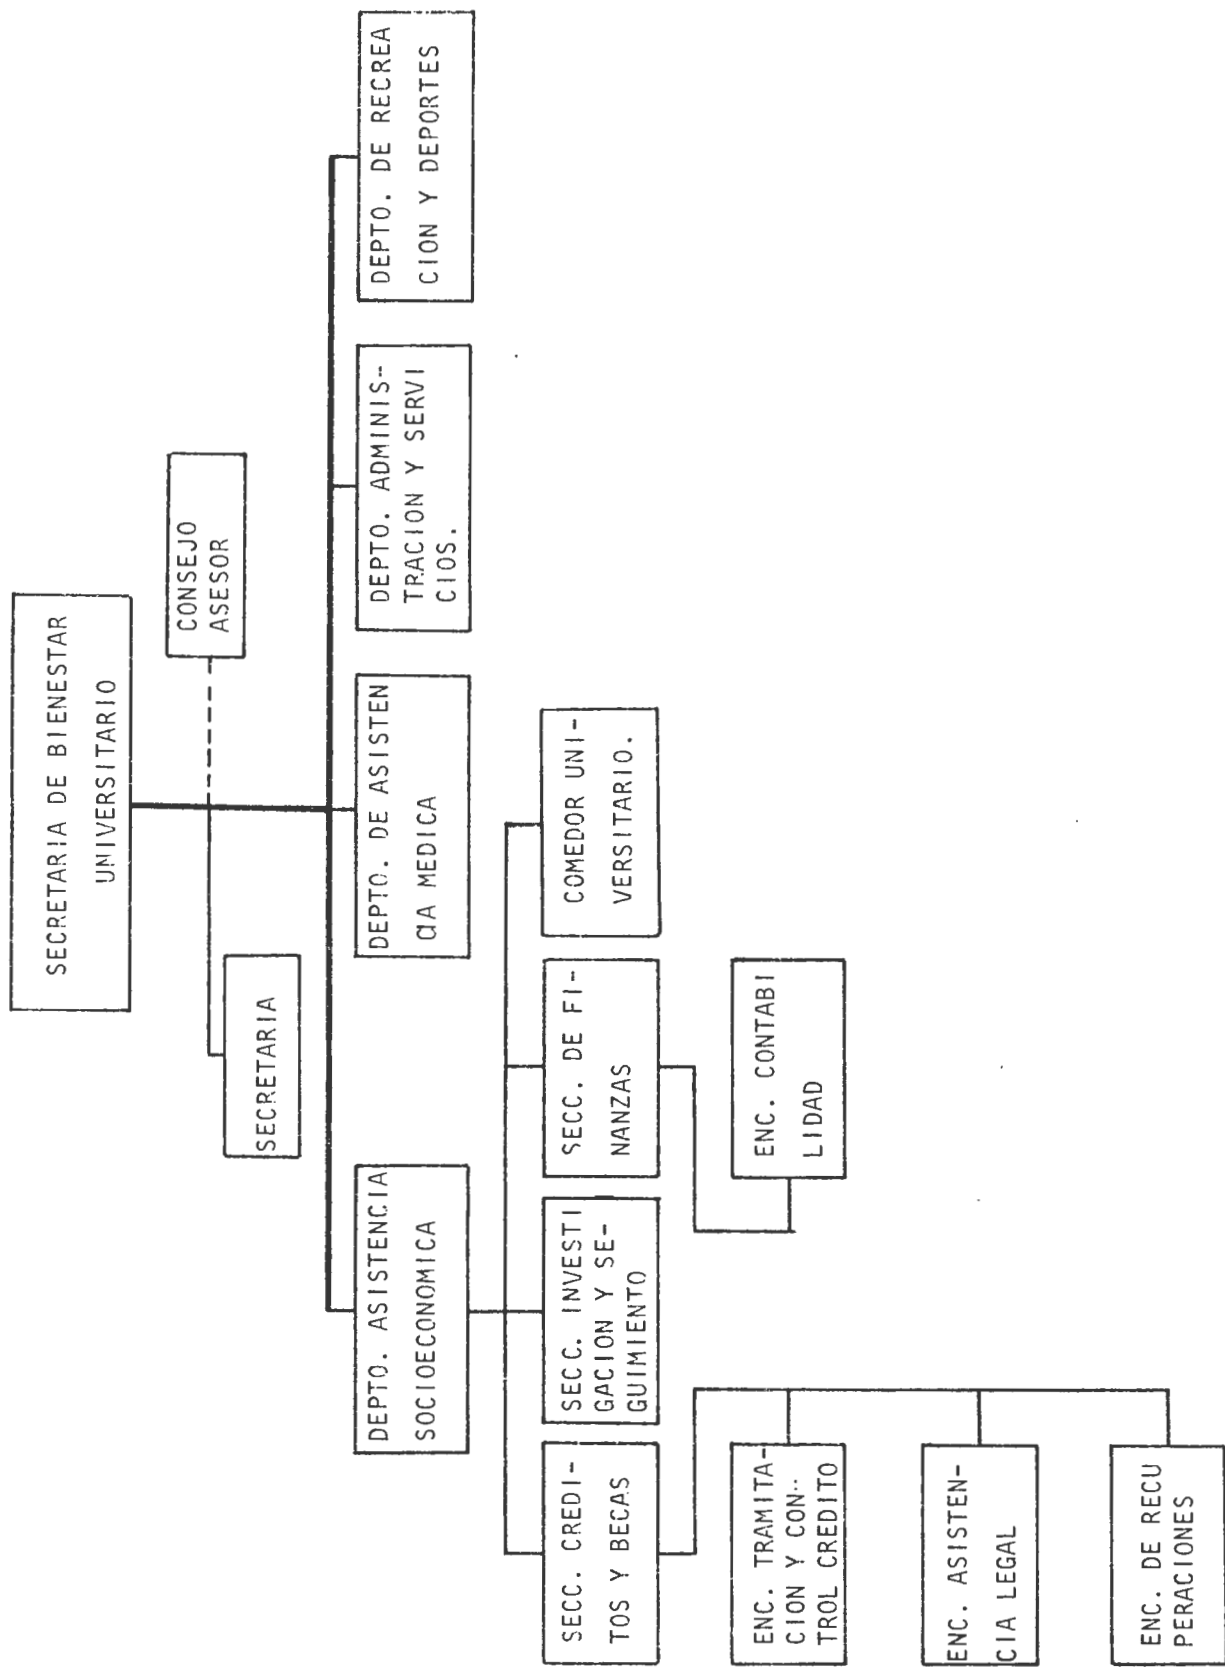 SECRETARIA DE BIENESTAR
UNIVERSITARIO
CONSEJO
ASESOR
SECRETARIA
DEPTO. ASISTENCIA
SOCIOECONOMICA
DEPTO. DE ASISTEN
CIA MEDICA
DEPTO. ADMINIS-
TRACION Y SERVI
CIOS.
DEPTO. DE RECREA
CION Y DEPORTES
SECC. CREDI-
TOS Y BECAS
SECC. INVESTI
GACION Y SE-
GUIMIENTO
SECC. DE FI-
NANZAS
COMEDOR UNI-
VERSITARIO.
ENC. TRAMITA-
CION Y CON-
TROL CREDITO
ENC. CONTABI
LIDAD
ENC. ASISTEN-
CIA LEGAL
ENC. DE RECU
PERACIONES